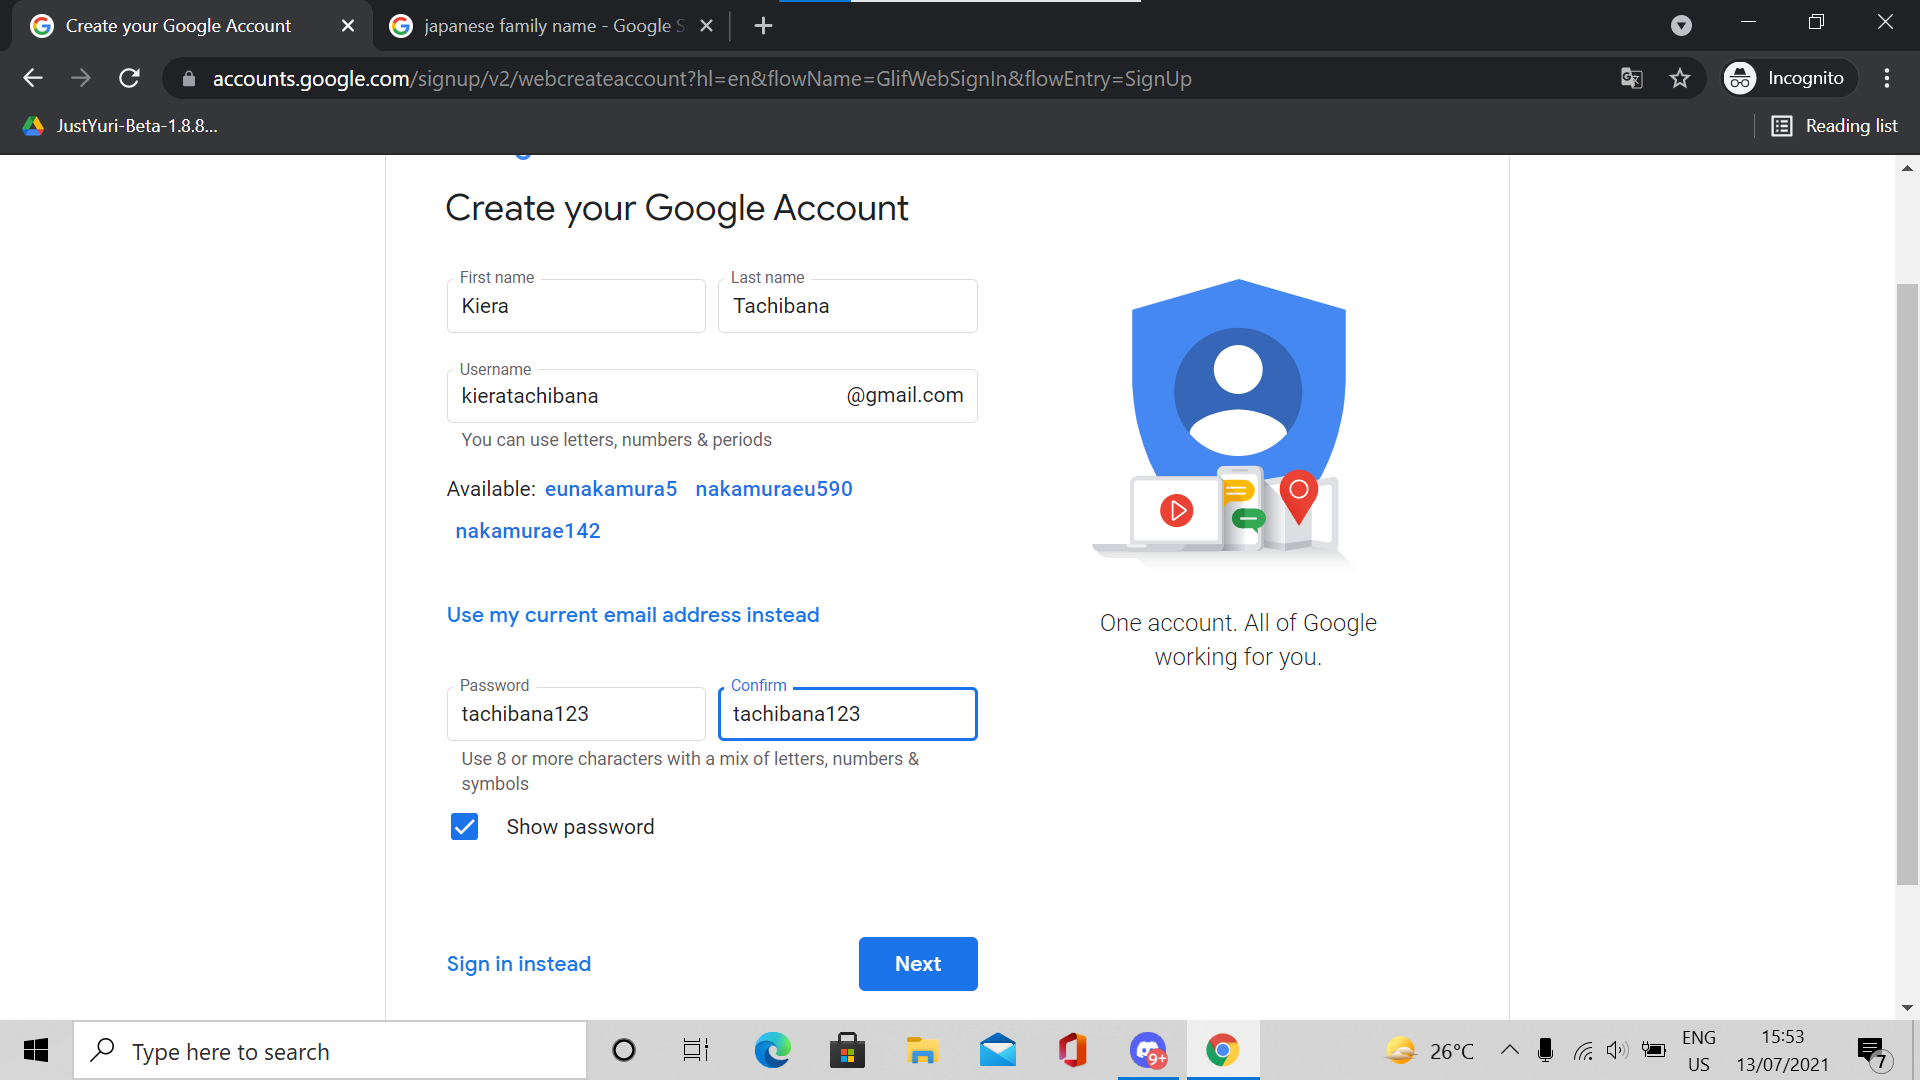 Create your Google Account
japanese family name - Google S
accounts.google.com/signup/v2/webcreateaccount?hl=en&flowName=GlifWebSignIn&flowEntry=SignUp
Incognito
JustYuri-Beta-1.8.8...
Reading list
Create your Google Account
First name
Last name
Kiera
Tachibana
Username
kieratachibana
@gmail.com
You can use letters, numbers & periods
Available: eunakamura5 nakamuraeu590
nakamurae142
Use my current email address instead
One account. All of Google
working for you.
Password
Confirm
tachibana123
tachibana123
Use 8 or more characters with a mix of letters, numbers &
symbols
Show password
Sign in instead
Next
Type here to search
9+
26°C
ENG
US
15:53
13/07/2021
7